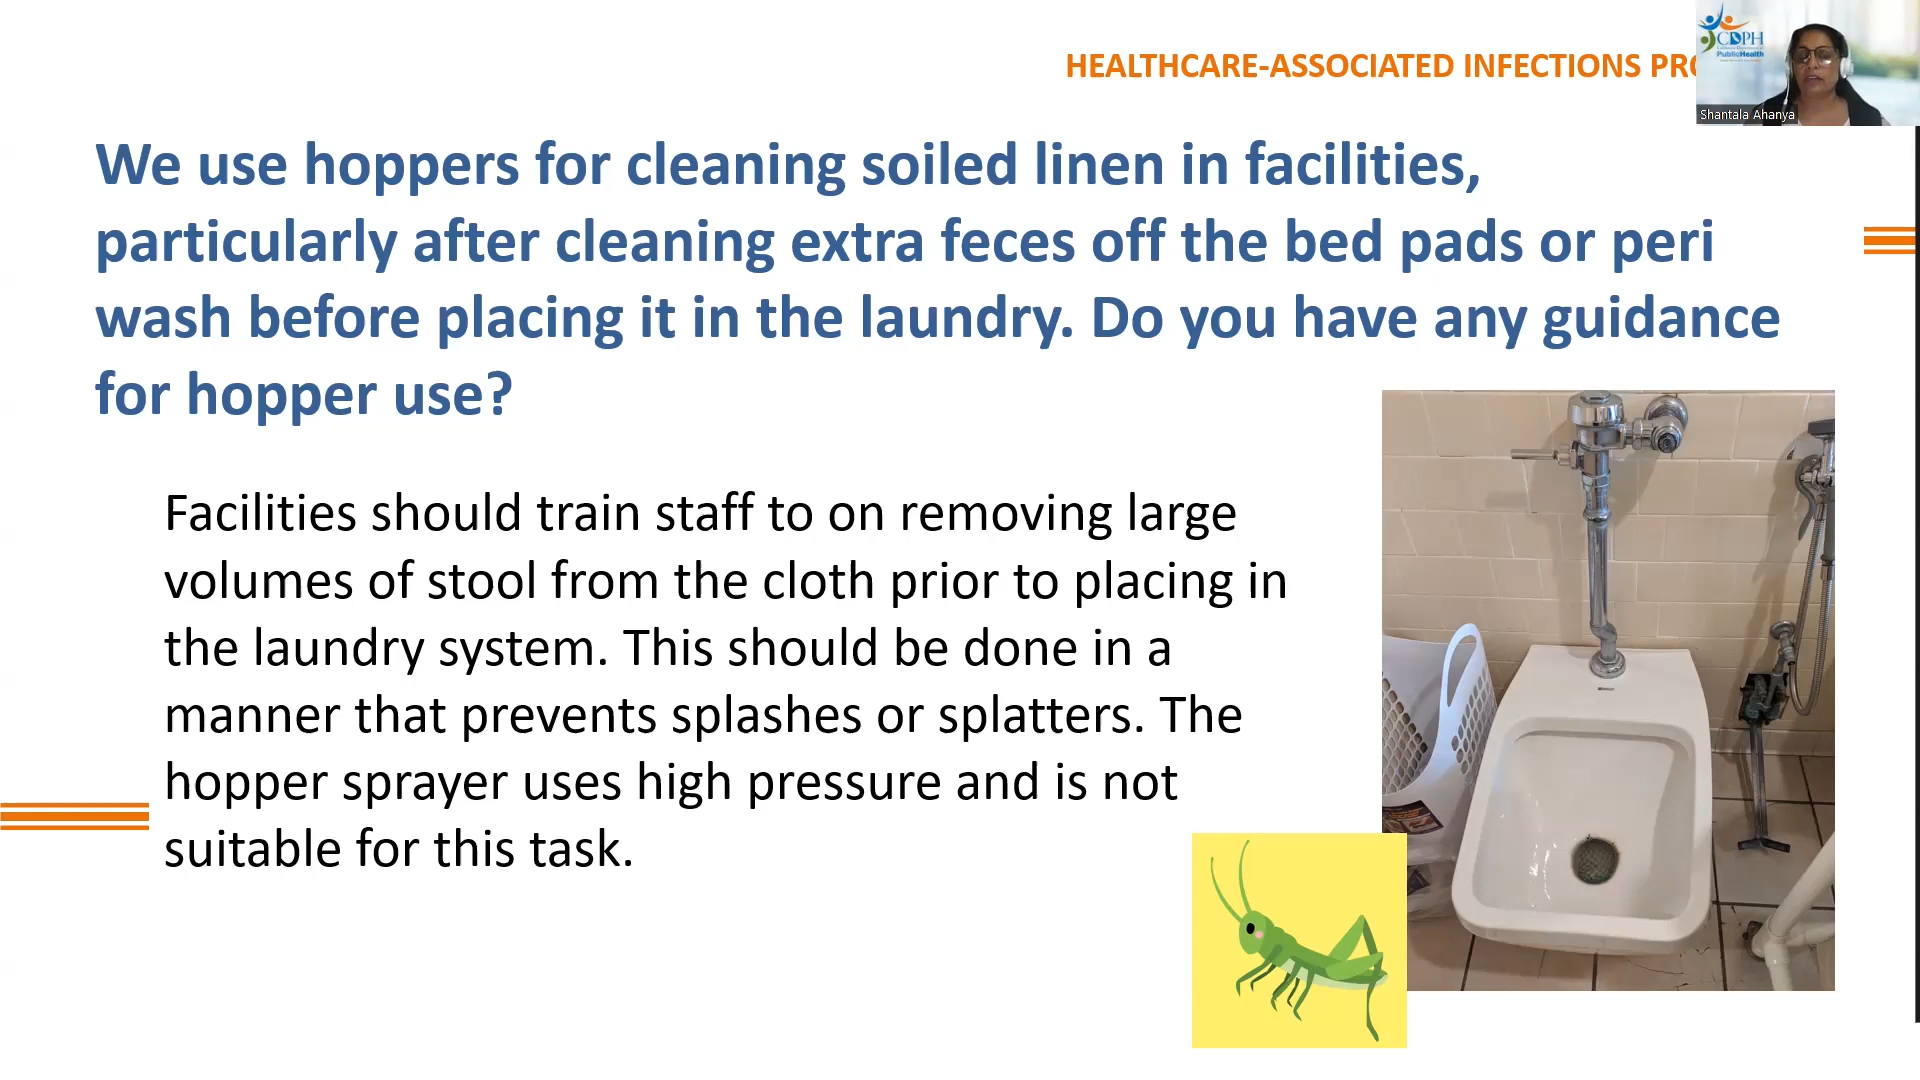 HEALTHCARE-ASSOCIATED INFECTIONS PRO
CDPH
PublicHealth
Shantala Ahanya
We use hoppers for cleaning soiled linen in facilities,
particularly after cleaning extra feces off the bed pads or peri
wash before placing it in the laundry. Do you have any guidance
for hopper use?
Facilities should train staff to on removing large
volumes of stool from the cloth prior to placing in
the laundry system. This should be done in a
manner that prevents splashes or splatters. The
hopper sprayer uses high pressure and is not
suitable for this task.